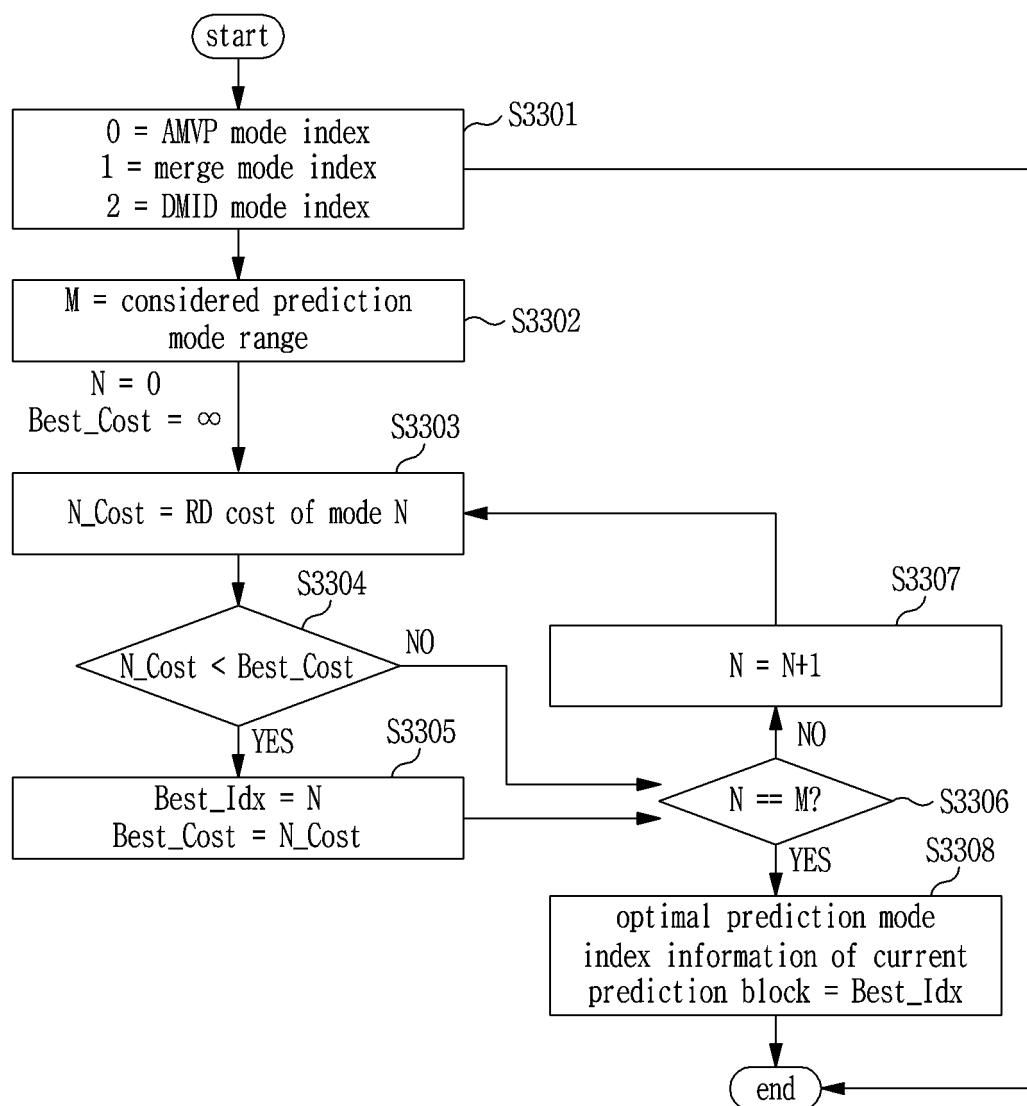 start
S3301
0 = AMVP mode index
1 = merge mode index
2 = DMID mode index
M = considered prediction
mode range
S3302
N = 0
Best_Cost = ∞
S3303
N_Cost = RD cost of mode N
S3304
N_Cost < Best_Cost
NO
YES
S3305
Best_Idx = N
Best_Cost = N_Cost
S3307
N = N+1
NO
N == M?
S3306
YES
S3308
optimal prediction mode
index information of current
prediction block = Best_Idx
end